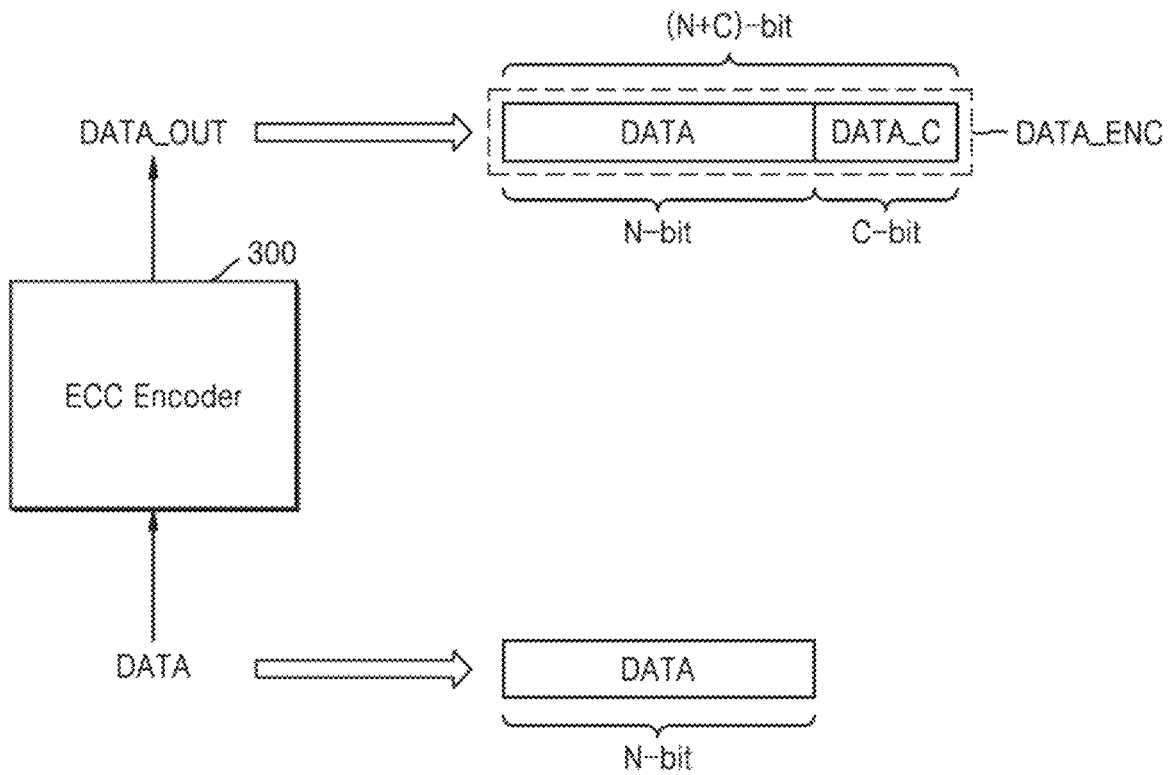 (N+C)-bit
DATA_OUT
DATA
DATA_C
DATA_ENC
N-bit
C-bit
300
ECC Encoder
DATA
DATA
N-bit